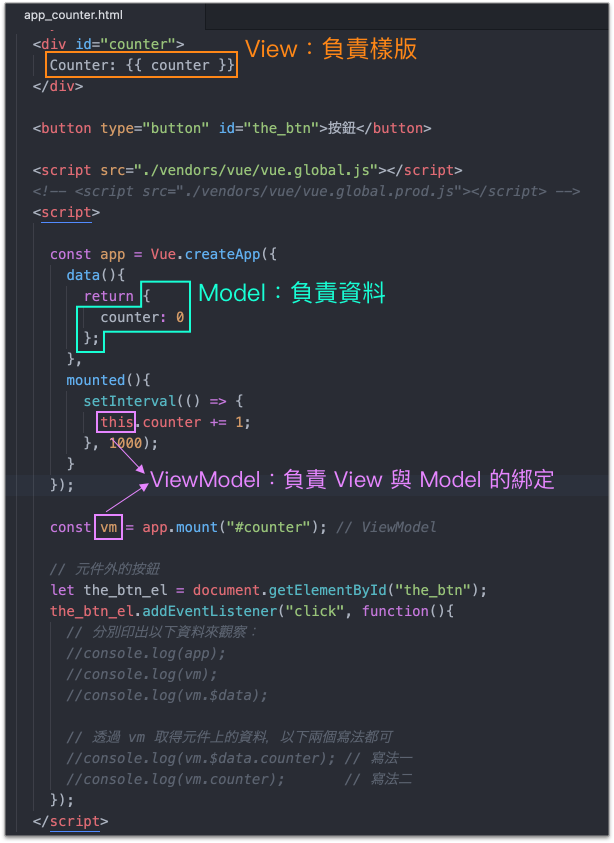 app_counter.html
<div id="counter">
Counter: {{ counter }}
View：負責樣版
</div>
<button type="button" id="the_btn">按鈕</button>
<script src="./vendors/vue/vue.global.js"></script>
<!-- <script src="./vendors/vue/vue.global.prod.js"></script> -->
<script>
const app = Vue.createApp({
data(){
return {
Model：負責資料
counter: 0
};
},
mounted(){
setInterval(() => {
this.counter += 1;
}, 1000);
}
ViewModel：負責 View 與 Model 的綁定
});
const vm = app.mount("#counter"); // ViewModel
// 元件外的按鈕
let the_btn_el = document.getElementById("the_btn");
the_btn_el.addEventListener("click", function(){
// 分別印出以下資料來觀察：
//console.log(app);
//console.log(vm);
//console.log(vm.$data);
// 透過 vm 取得元件上的資料，以下兩個寫法都可
//console.log(vm.$data.counter); // 寫法一
//console.log(vm.counter); // 寫法二
});
</script>